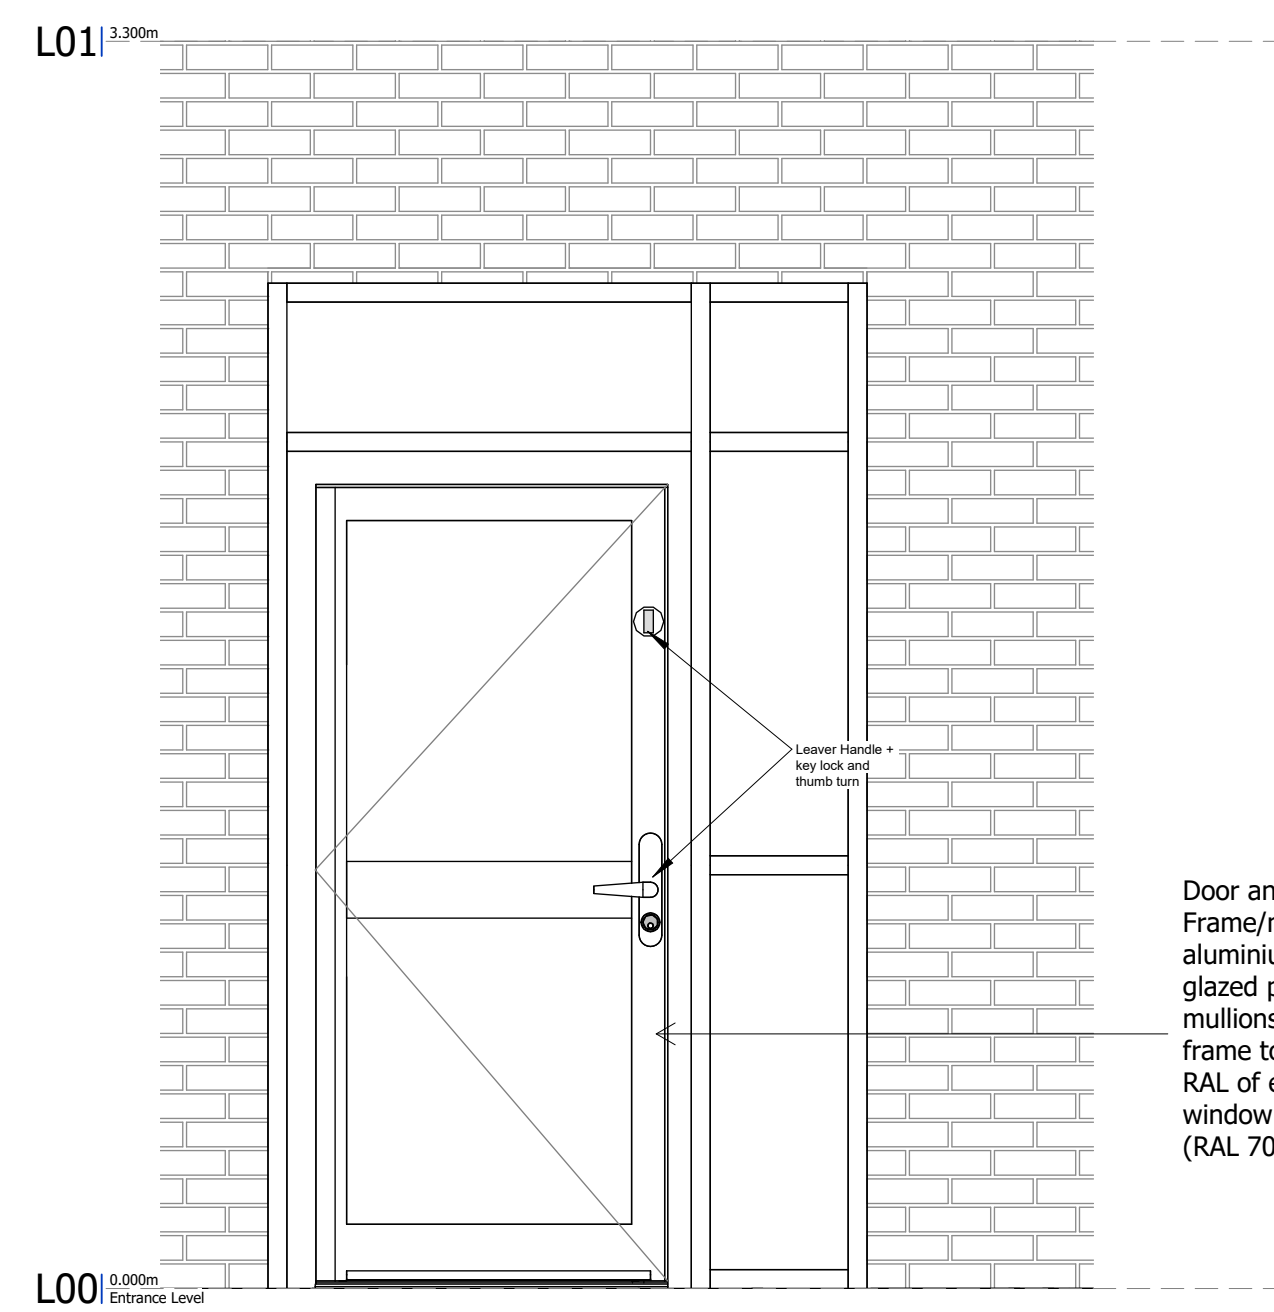 L01 3.300m
Leaver Handle +
key lock and
thumb turn
Door an
Frame/
aluminiu
glazed p
mullions
frame to
RAL of e
window
(RAL 70
L00 0.000m
Entrance Level